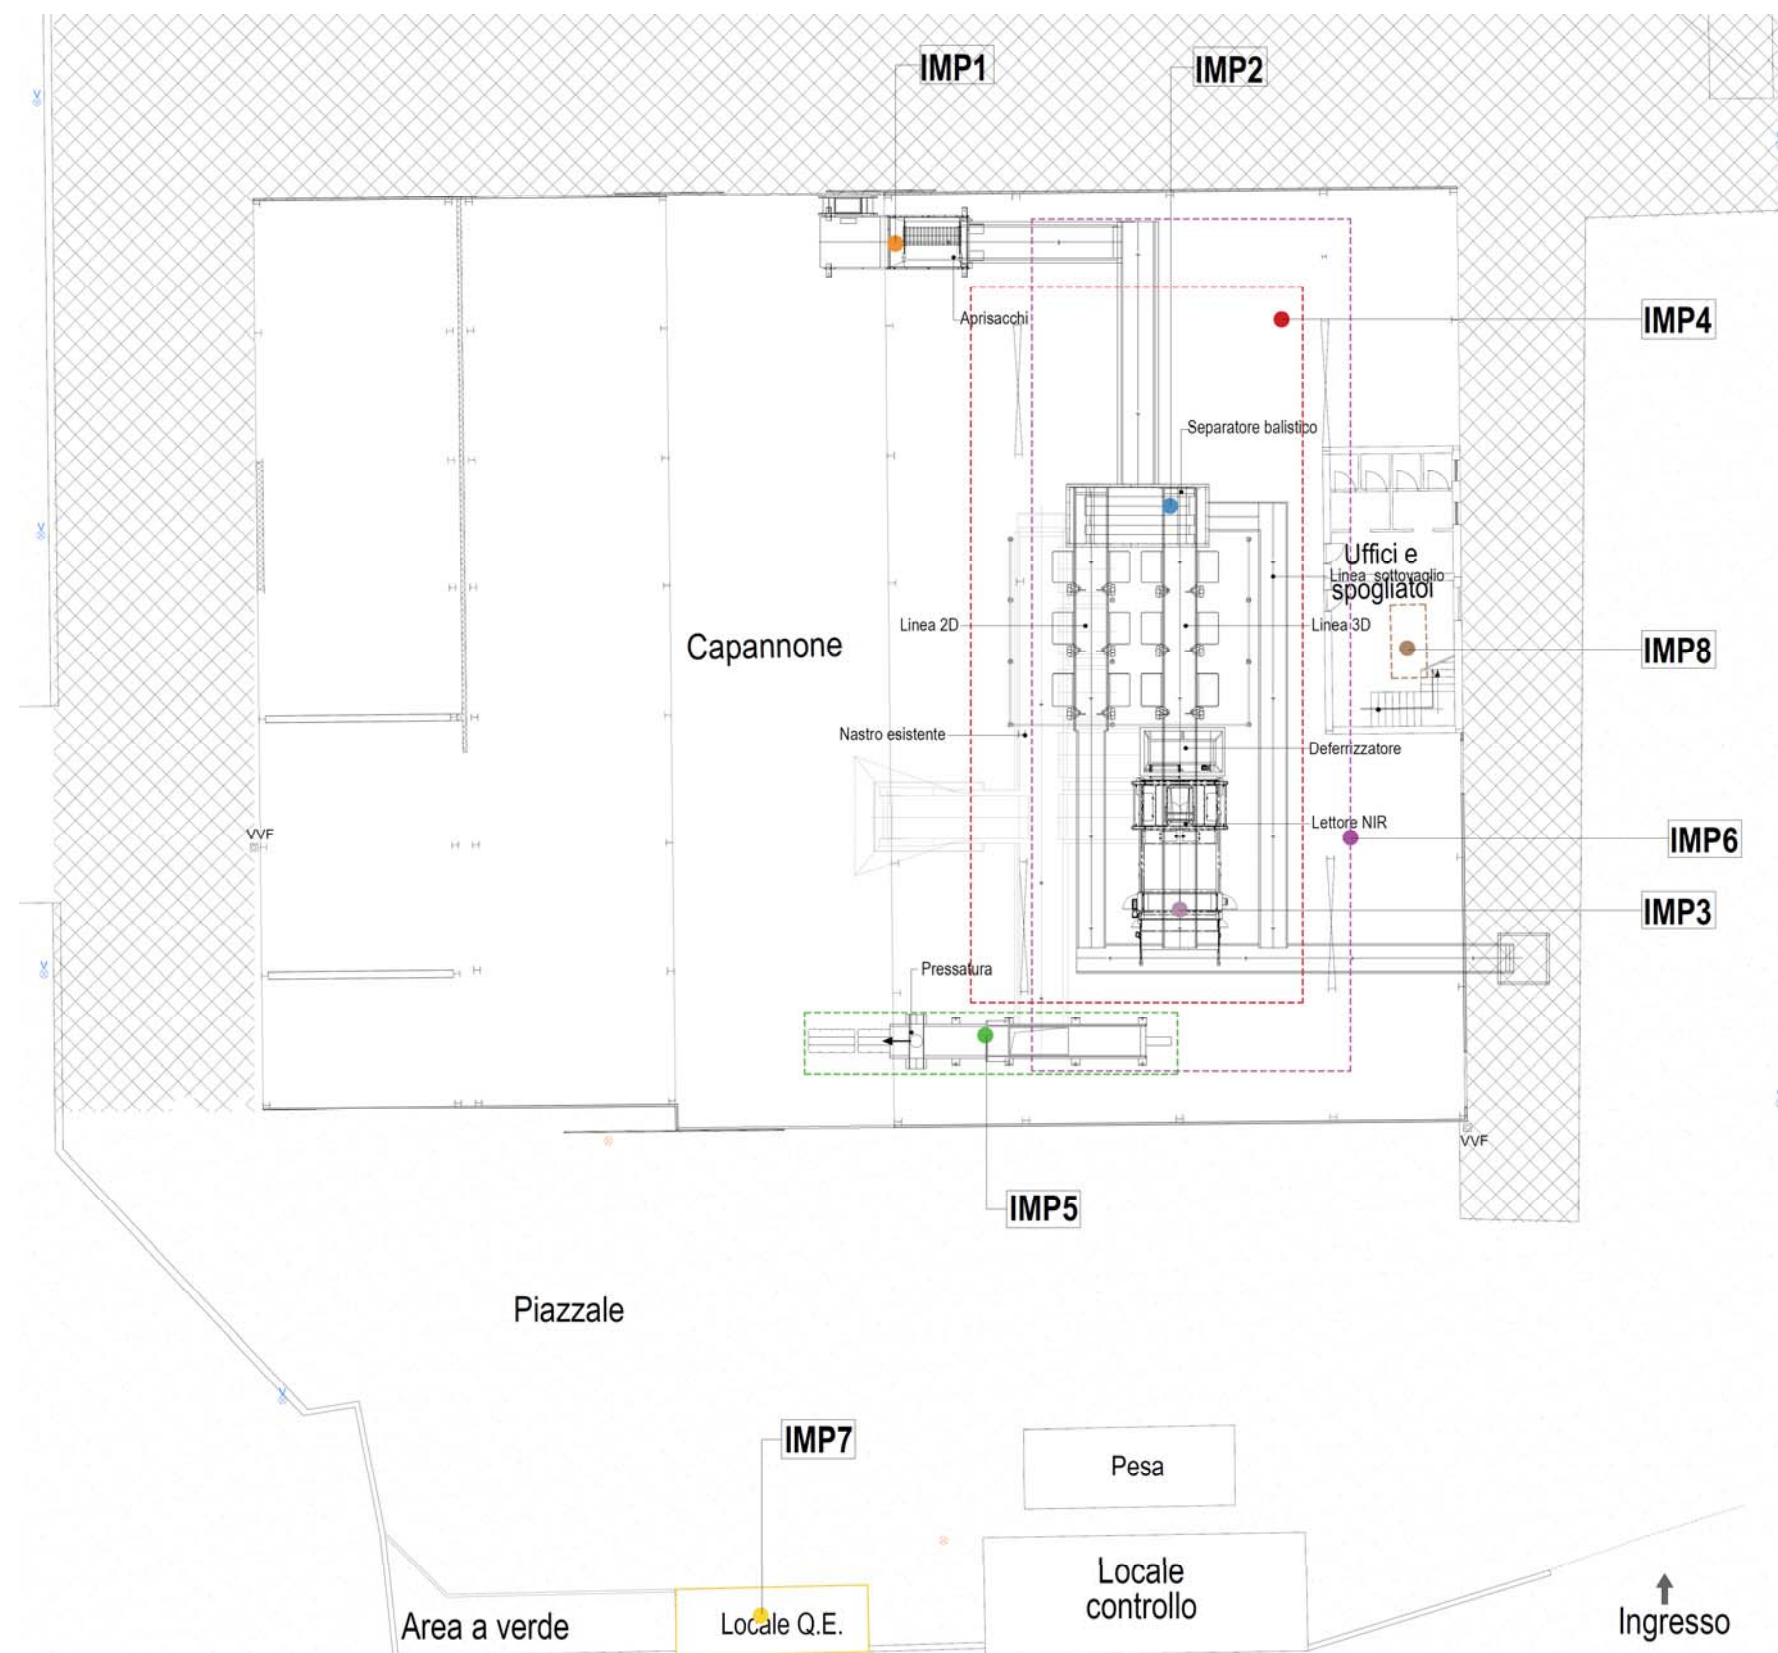 IMP1
IMP2
V
IMP4
Aprisacchi
Separatore balistico
V
Uffici e
spogliatoi
Linea sottovaglio
Linea 2D
Linea 3D
Capannone
IMP8
Nastro esistente
Deferrizzatore
Lettore NIR
VVF
IMP6
IMP3
V
Pressatura
VVF
IMP5
Piazzale
V
IMP7
Pesa
Locale
controllo
Area a verde
Locale Q.E.
Ingresso